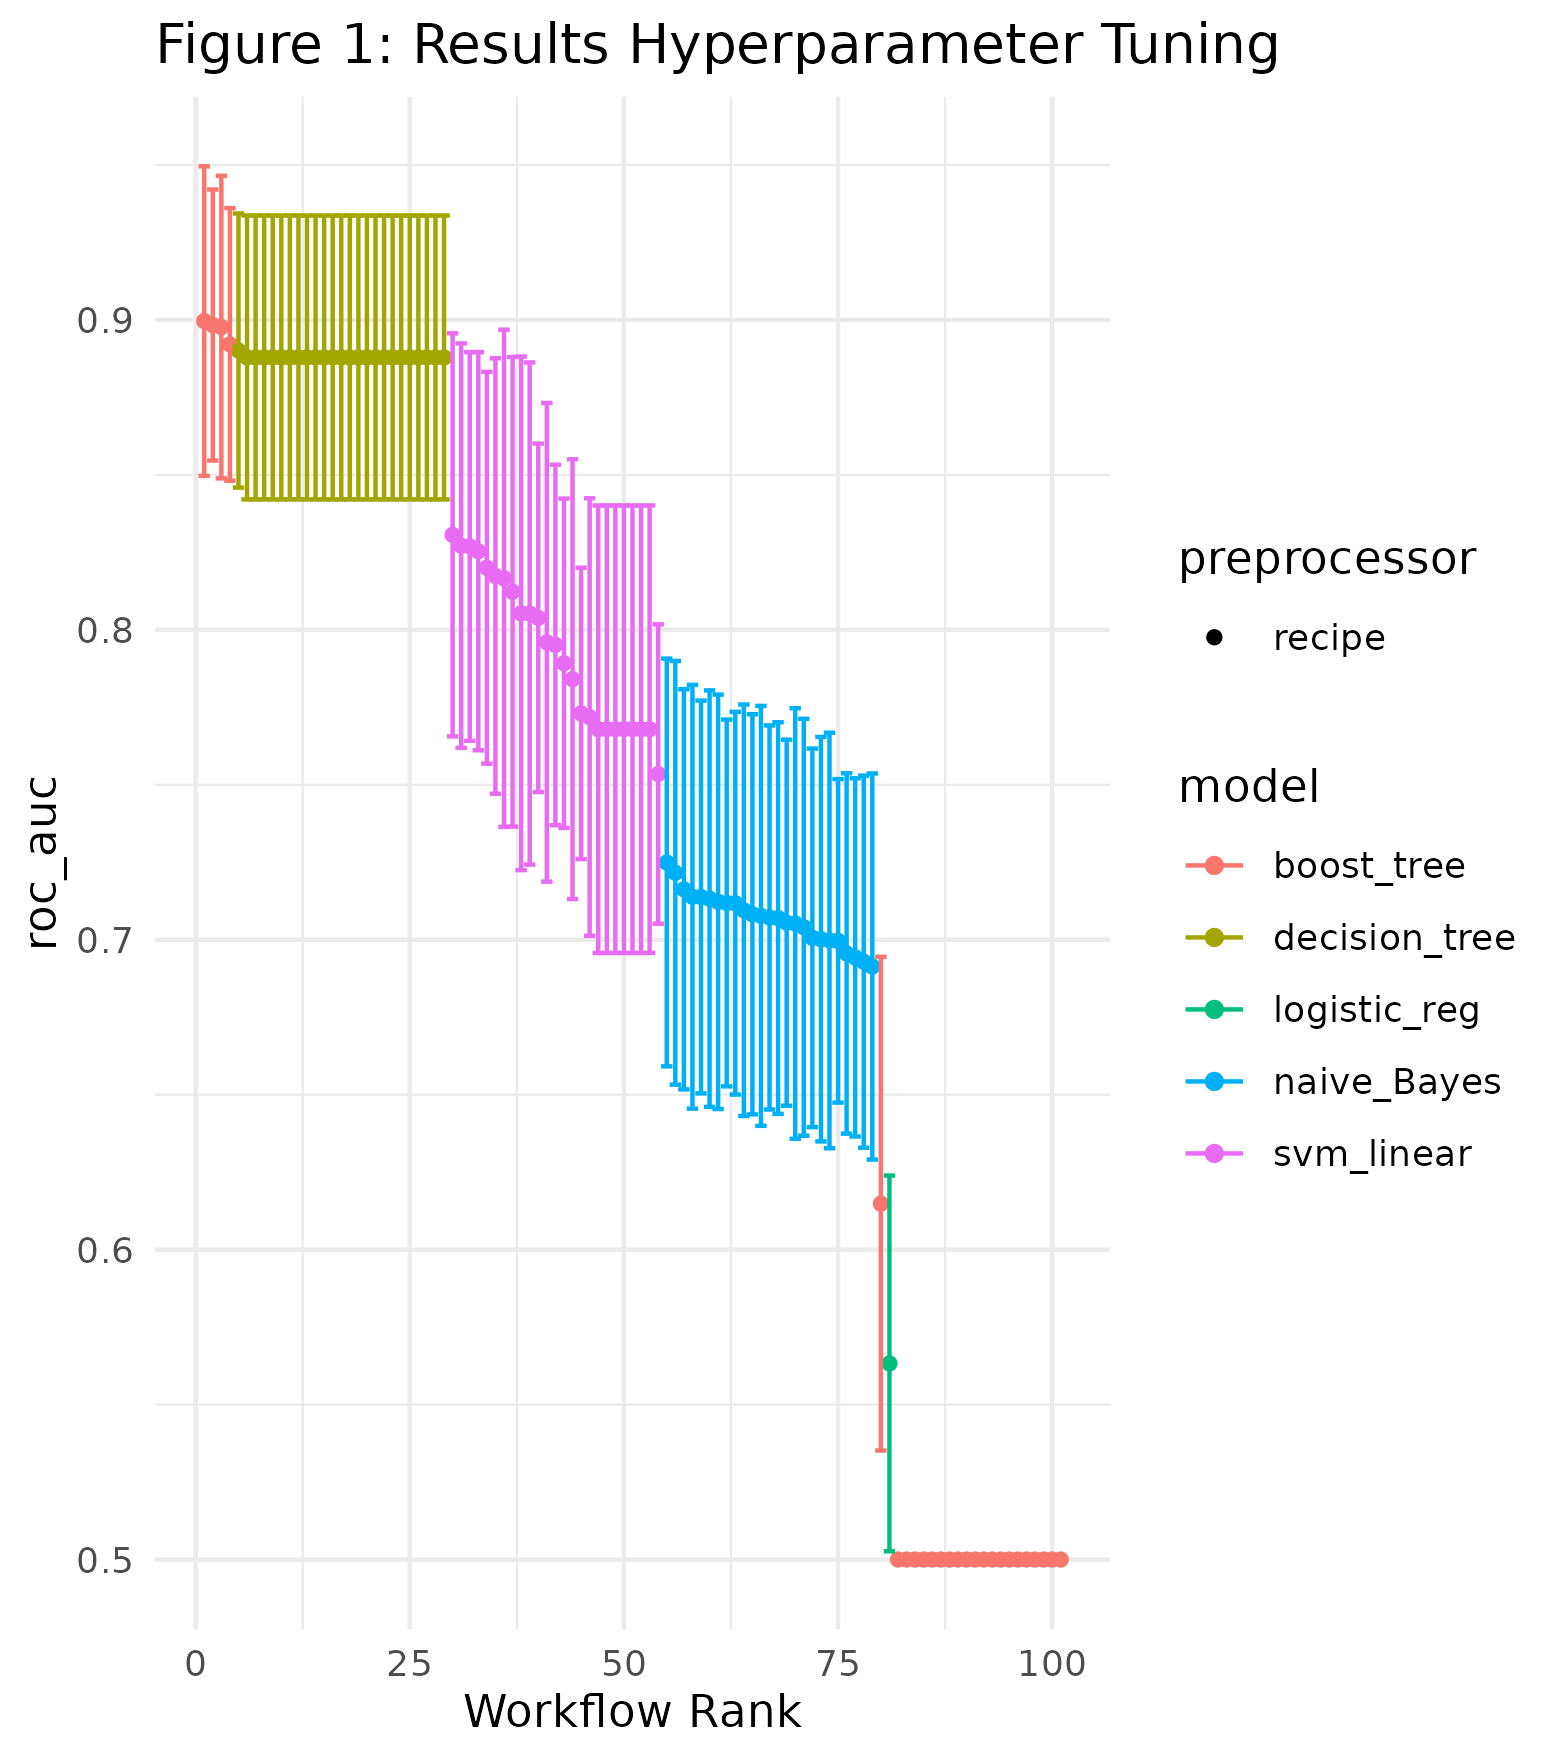 Figure 1: Results Hyperparameter Tuning
roc_auc
0.9
0.8
0.7
0.6
0.5
0
25
50
75
100
Workflow Rank
preprocessor
recipe
model
boost_tree
decision_tree
logistic_reg
naive_Bayes
svm_linear